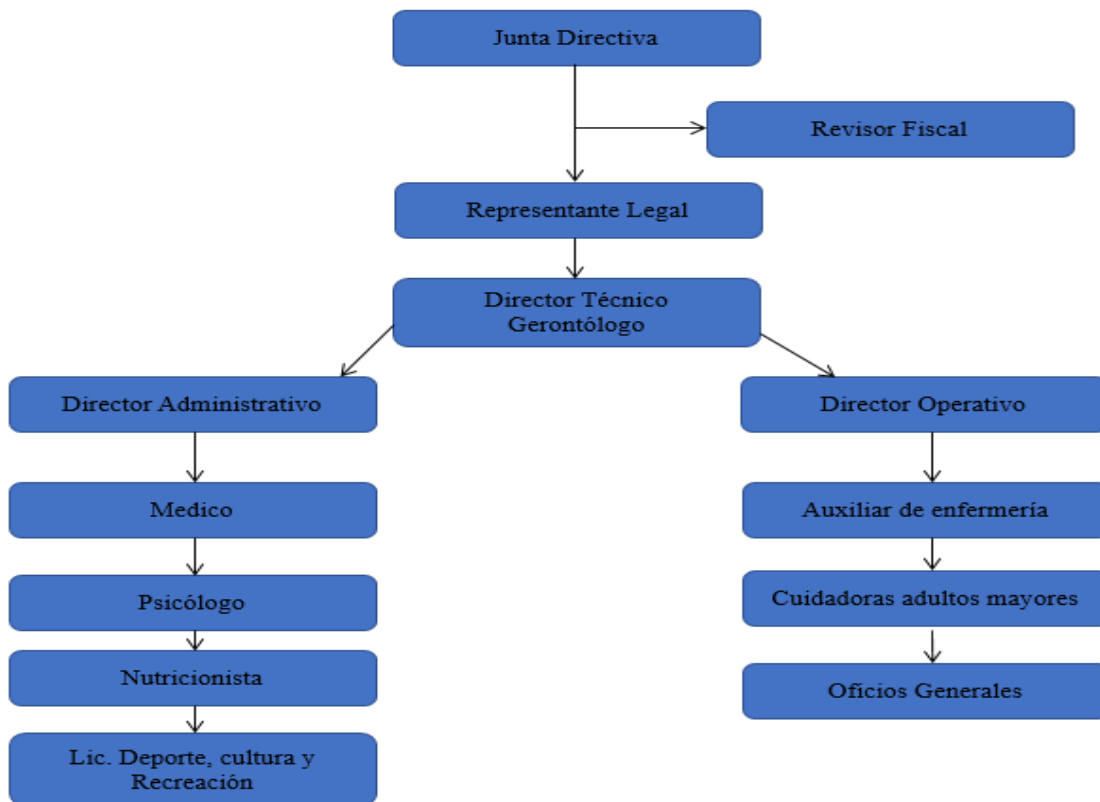 Junta Directiva
Revisor Fiscal
Representante Legal
Director Técnico
Gerontólogo
Director Administrativo
Director Operativo
Medico
Auxiliar de enfermería
Psicólogo
Cuidadoras adultos mayores
Nutricionista
Oficios Generales
Lic. Deporte, cultura y
Recreación